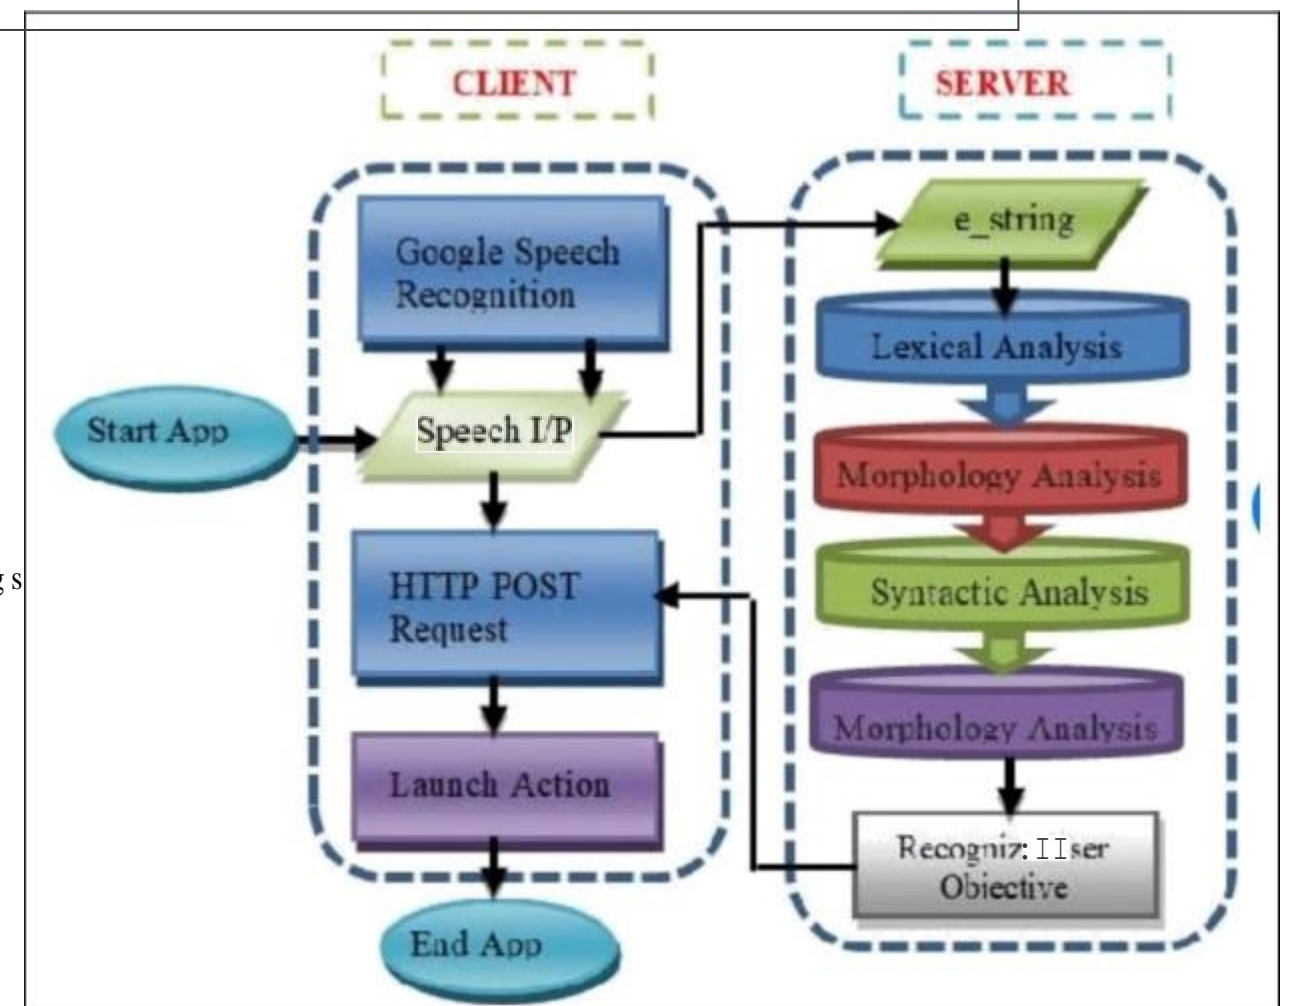 CLIENT
SERVER
Google Speech
Recognition
e_string
Lexical Analysis
Start App
Speech I/P
Morphology Analysis
HTTP POST
Request
g s
Syntactic Analysis
Morphology Analysis
Launch Action
Objective
End App